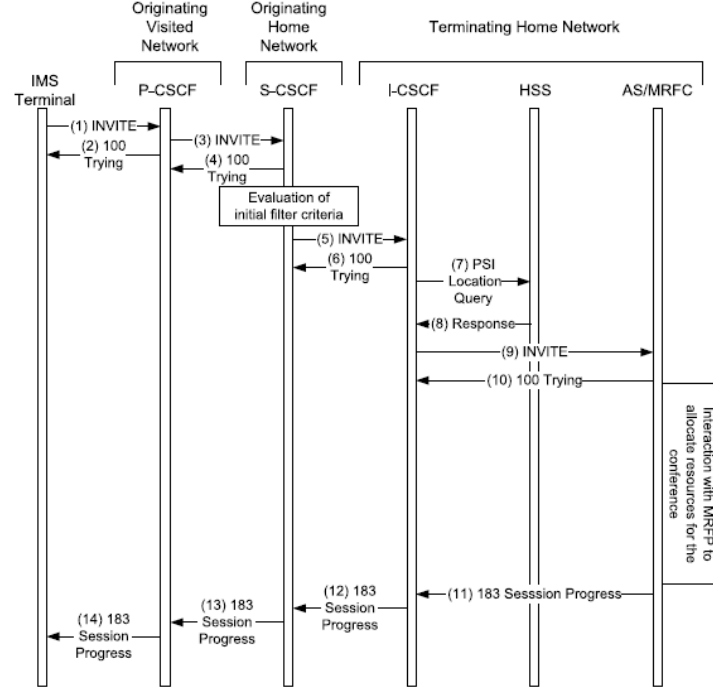 Originating
Visited
Network
Originating
Home
Network
Terminating Home Network
IMS
Terminal
P-CSCF
S-CSCF
I-CSCF
HSS
AS/MRFC
(1) INVITE
(2) 100
Trying
(3) INVITE
(4) 100
Trying
Evaluation of
initial filter criteria
(5) INVITE
(6) 100
Trying
(7) PSI
Location
Query
(8) Response
(9) INVITE
(10) 100 Trying
Interaction with MRFP to
allocate resources for the
conference
(11) 183 Sesssion Progress
(12) 183
Session
Progress
(13) 183
Session
Progress
(14) 183
Session
Progress